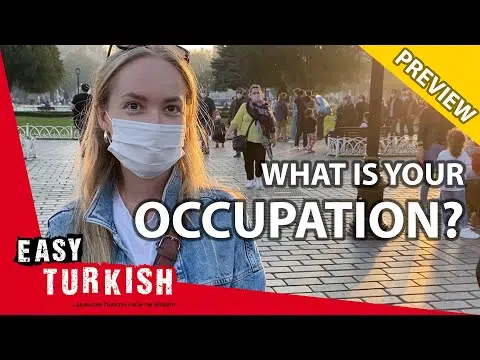 PREVIEW
WHAT IS YOUR
OCCUPATION?
EASY
TURKISH